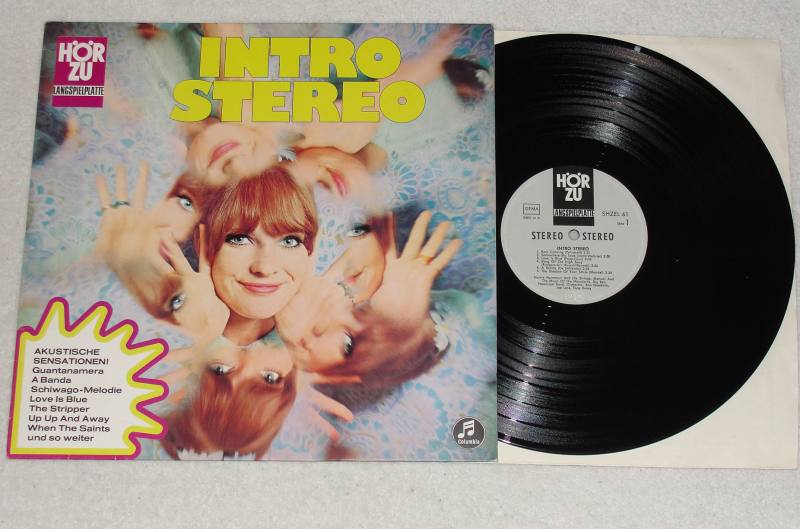 HÖR
ZU
LANGSPIELPLATTE
INTRO
STEREO
AKUSTISCHE
SENSATIONEN!
Guantanamera
A Banda
Schiwago-Melodie
Love Is Blue
The Stripper
Up Up And Away
When The Saints
und so weiter
Columbia
HÖR
ZU
LANGSPIELPLATTE
GEMA
SHZEL 61
Seite 1
STEREO STEREO
INTRO STEREO